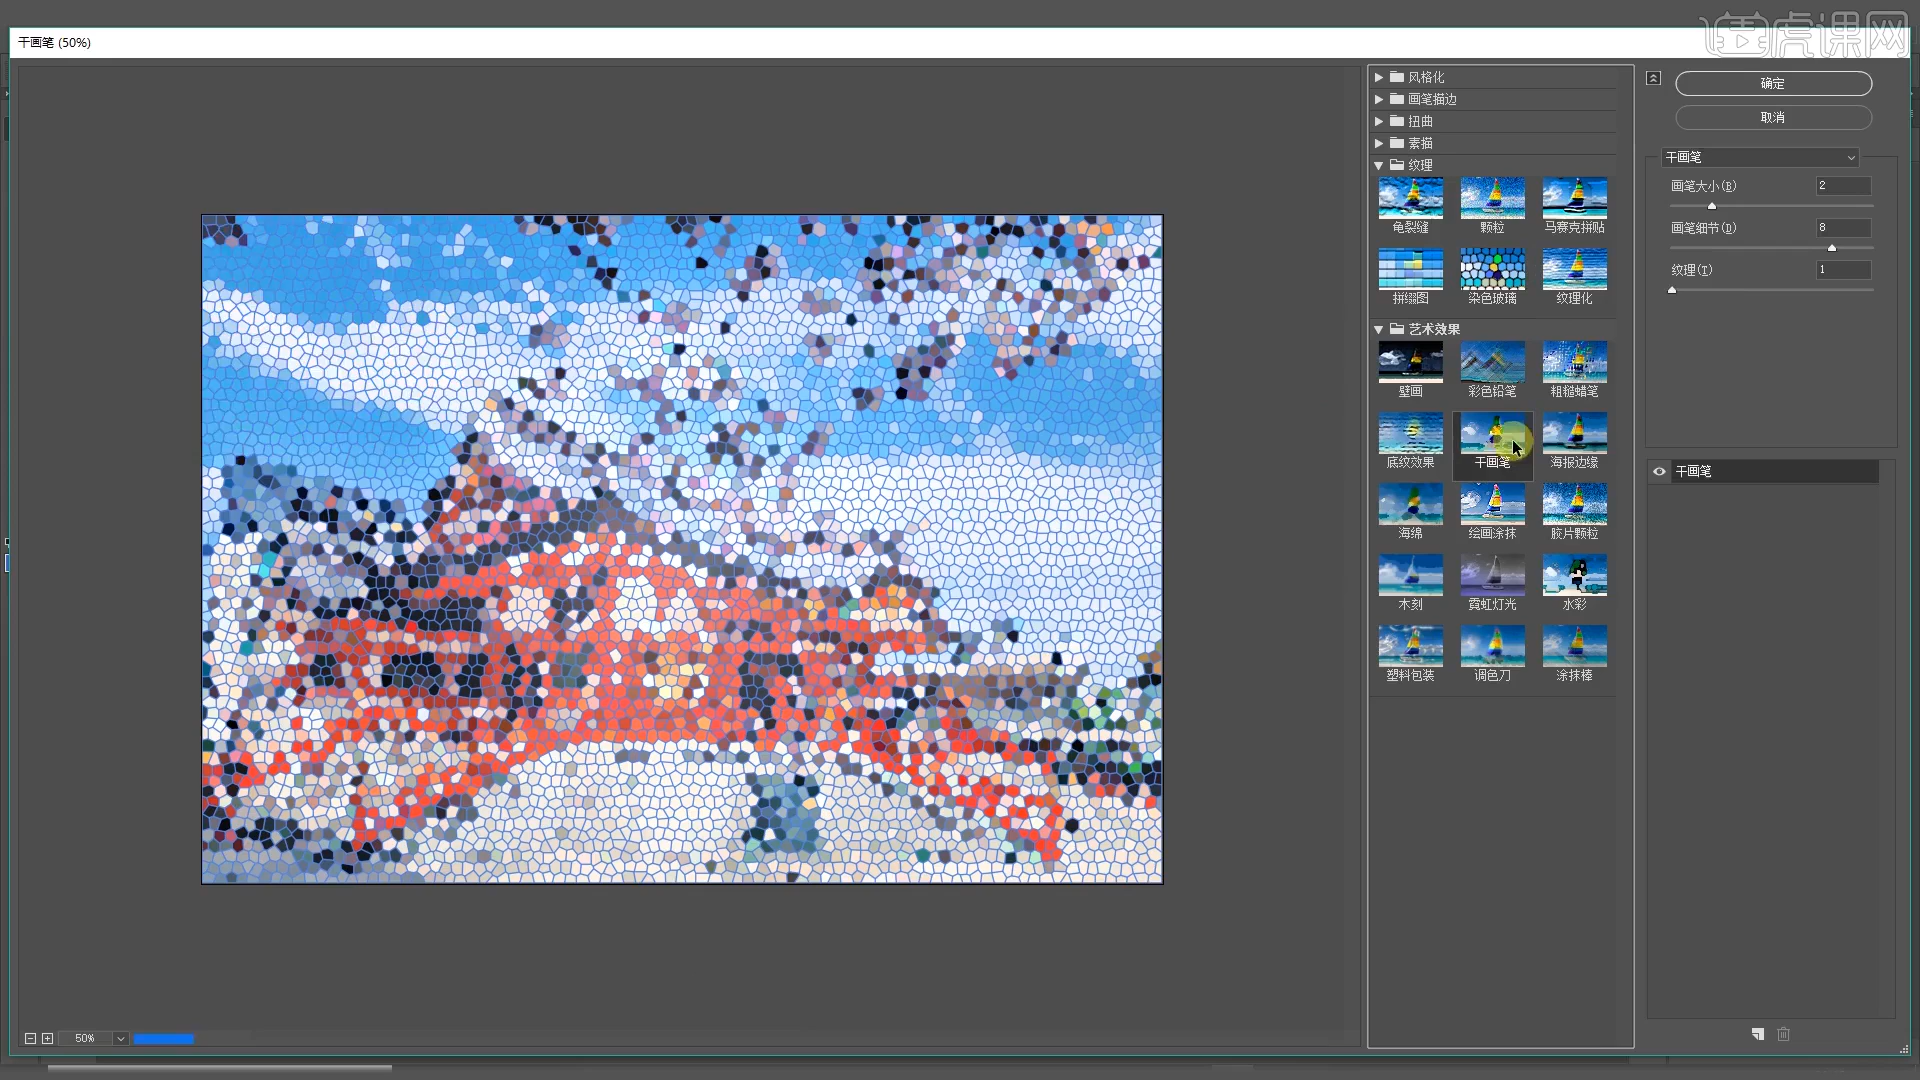 虎课网
干画笔 (50%)
风格化
画笔描边
扭曲
素描
纹理
龟裂缝 颗粒 马赛克拼贴
拼缀图 染色玻璃 纹理化
艺术效果
壁画 彩色铅笔 粗糙蜡笔
底纹效果 干画笔 海报边缘
海绵 绘画涂抹 胶片颗粒
木刻 霓虹灯光 水彩
塑料包装 调色刀 涂抹棒
确定
取消
干画笔
画笔大小(B) 2
画笔细节(D) 8
纹理(T) 1
干画笔
50%